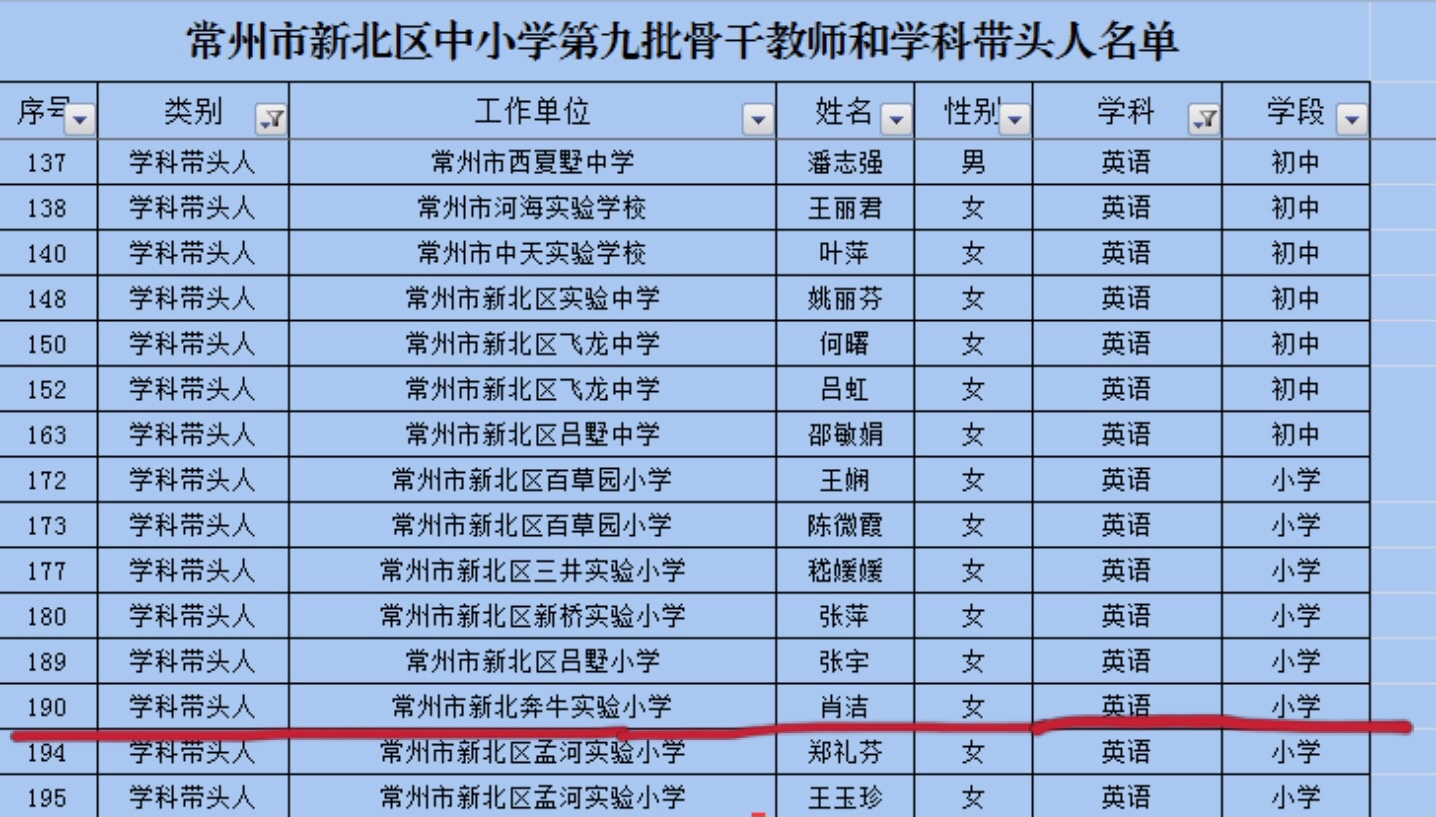 常州市新北区中小学第九批骨干教师和学科带头人名单
序号 类别 工作单位 姓名 性别 学科 学段
137 学科带头人 常州市西夏墅中学 潘志强 男 英语 初中
138 学科带头人 常州市河海实验学校 王丽君 女 英语 初中
140 学科带头人 常州市中天实验学校 叶萍 女 英语 初中
148 学科带头人 常州市新北区实验中学 姚丽芬 女 英语 初中
150 学科带头人 常州市新北区飞龙中学 何曙 女 英语 初中
152 学科带头人 常州市新北区飞龙中学 吕虹 女 英语 初中
163 学科带头人 常州市新北区吕墅中学 邵敏娟 女 英语 初中
172 学科带头人 常州市新北区百草园小学 王娴 女 英语 小学
173 学科带头人 常州市新北区百草园小学 陈微霞 女 英语 小学
177 学科带头人 常州市新北区三井实验小学 嵇媛媛 女 英语 小学
180 学科带头人 常州市新北区新桥实验小学 张萍 女 英语 小学
189 学科带头人 常州市新北区吕墅小学 张宇 女 英语 小学
190 学科带头人 常州市新北奔牛实验小学 肖洁 女 英语 小学
194 学科带头人 常州市新北区孟河实验小学 郑礼芬 女 英语 小学
195 学科带头人 常州市新北区孟河实验小学 王玉珍 女 英语 小学